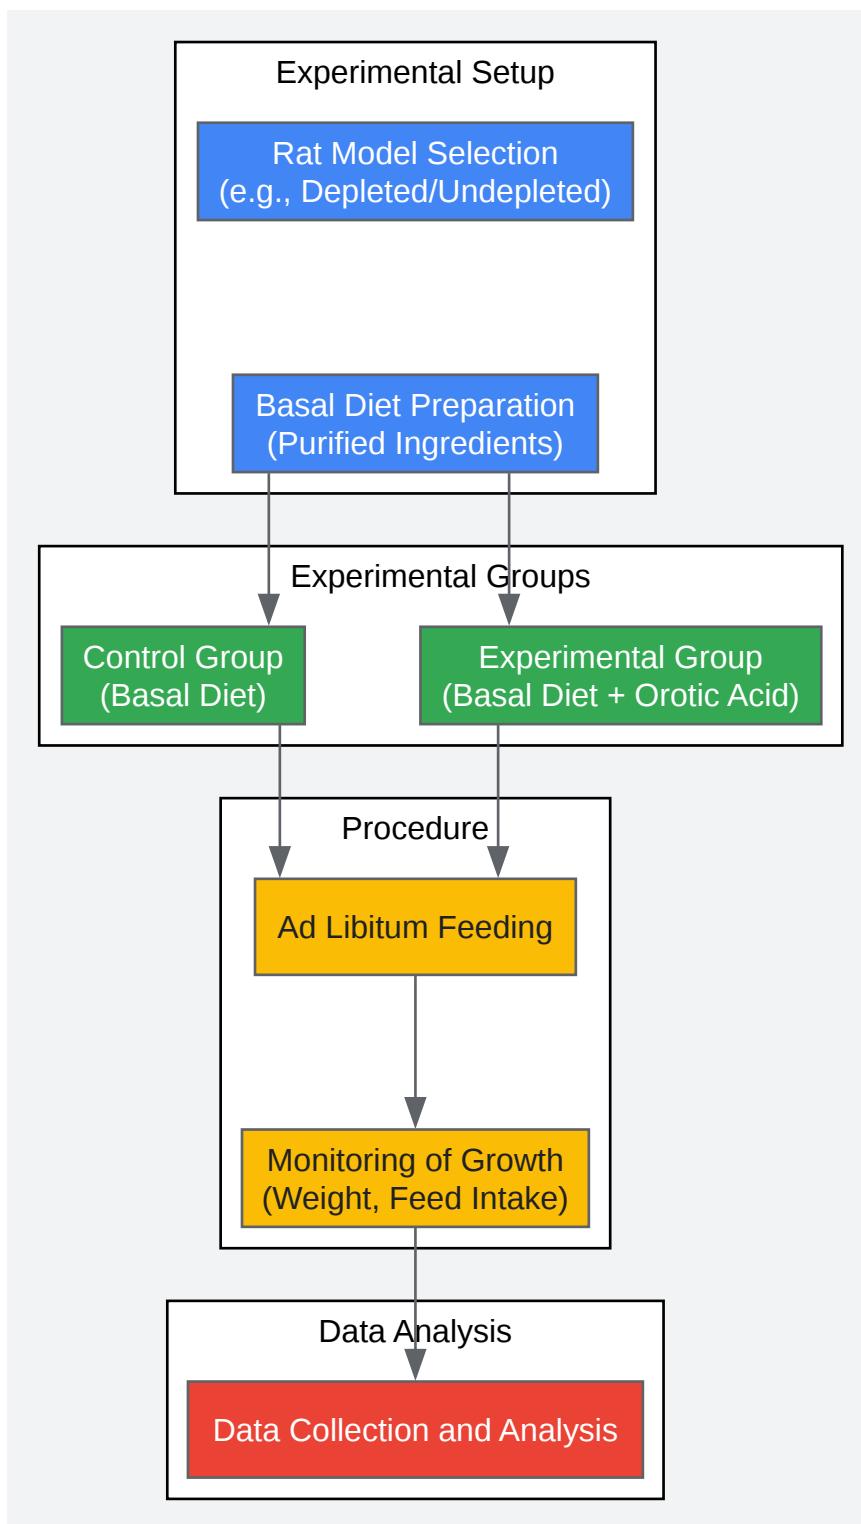 Experimental Setup
Rat Model Selection
(e.g., Depleted/Undepleted)
Basal Diet Preparation
(Purified Ingredients)
Experimental Groups
Control Group
(Basal Diet)
Experimental Group
(Basal Diet + Orotic Acid)
Procedure
Ad Libitum Feeding
Monitoring of Growth
(Weight, Feed Intake)
Data Analysis
Data Collection and Analysis